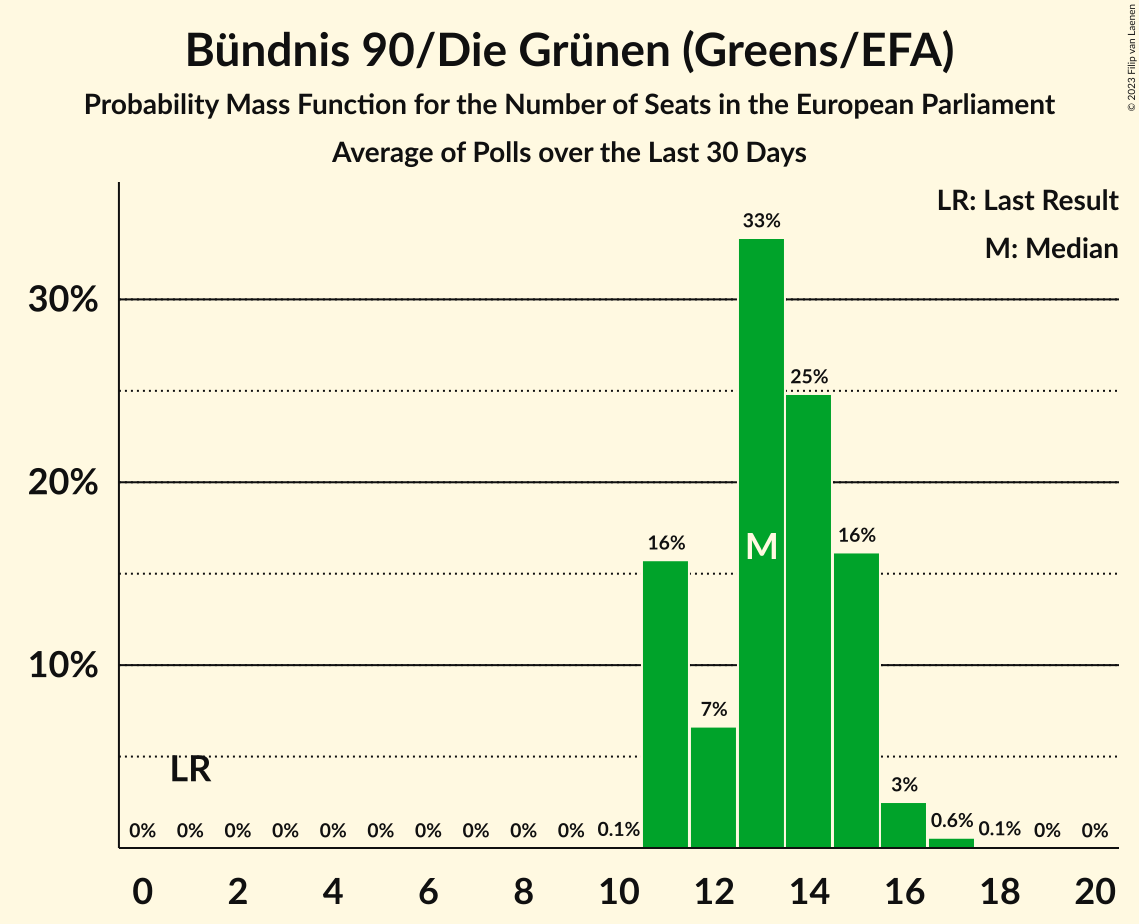 Bündnis 90/Die Grünen (Greens/EFA)
Probability Mass Function for the Number of Seats in the European Parliament
Average of Polls over the Last 30 Days
© 2023 Filip van Laenen
LR: Last Result
M: Median
30%
20%
10%
33%
25%
16%
16%
7%
3%
M
LR
0% 0% 0% 0% 0% 0% 0% 0% 0% 0% 0.1% 0.6% 0.1% 0% 0%
0 2 4 6 8 10 12 14 16 18 20